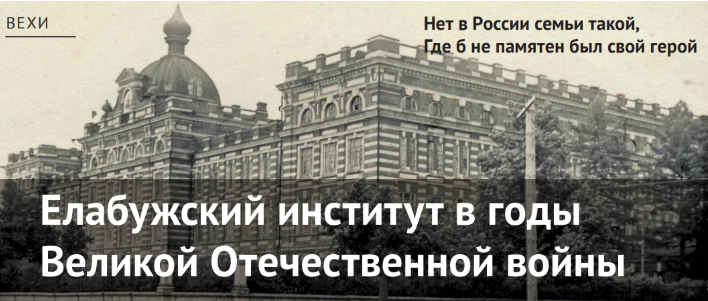 ВЕХИ
Нет в России семьи такой,
Где б не памятен был свой герой
Елабужский институт в годы
Великой Отечественной войны